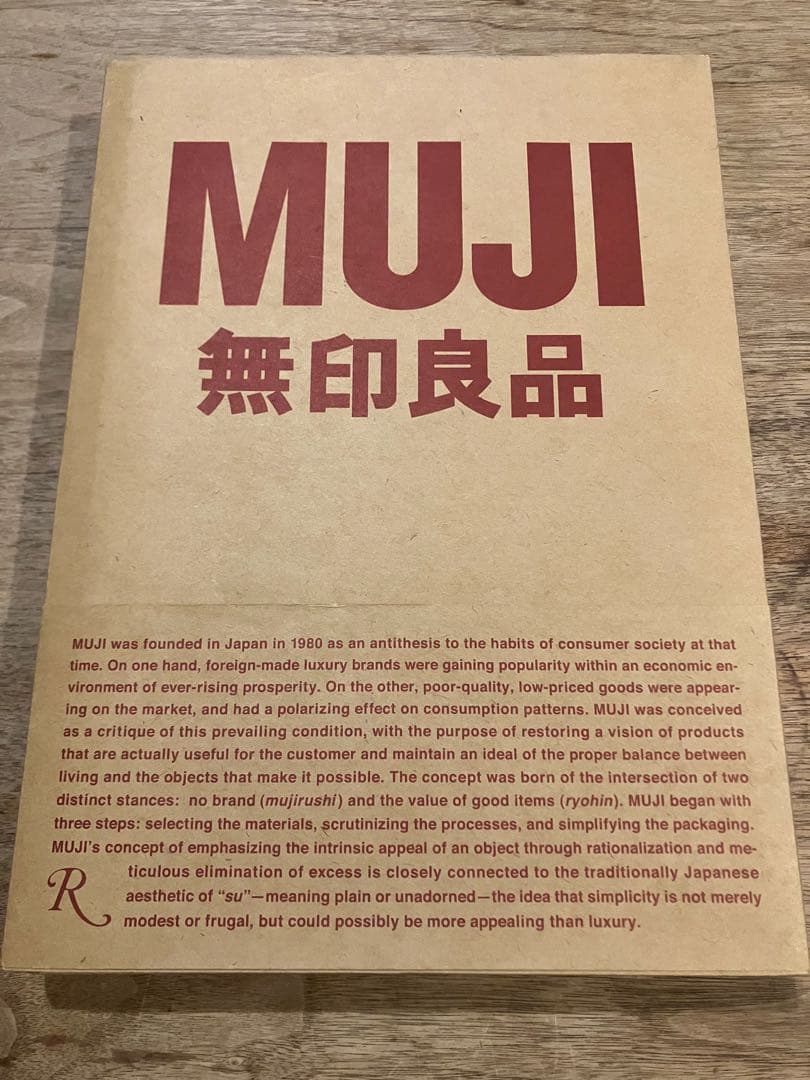 MUJI
無印良品
MUJI was founded in Japan in 1980 as an antithesis to the habits of consumer society at that
time. On one hand, foreign-made luxury brands were gaining popularity within an economic en-
vironment of ever-rising prosperity. On the other, poor-quality, low-priced goods were appear-
ing on the market, and had a polarizing effect on consumption patterns. MUJI was conceived
as a critique of this prevailing condition, with the purpose of restoring a vision of products
that are actually useful for the customer and maintain an ideal of the proper balance between
living and the objects that make it possible. The concept was born of the intersection of two
distinct stances: no brand (mujirushi) and the value of good items (ryohin). MUJI began with
three steps: selecting the materials, scrutinizing the processes, and simplifying the packaging.
MUJI's concept of emphasizing the intrinsic appeal of an object through rationalization and me-
ticulous elimination of excess is closely connected to the traditionally Japanese
aesthetic of “su”—meaning plain or unadorned—the idea that simplicity is not merely
modest or frugal, but could possibly be more appealing than luxury.
R